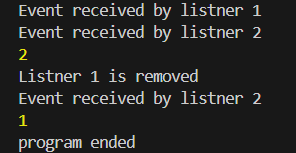 Event received by listner 1
Event received by listner 2
2
Listner 1 is removed
Event received by listner 2
1
program ended